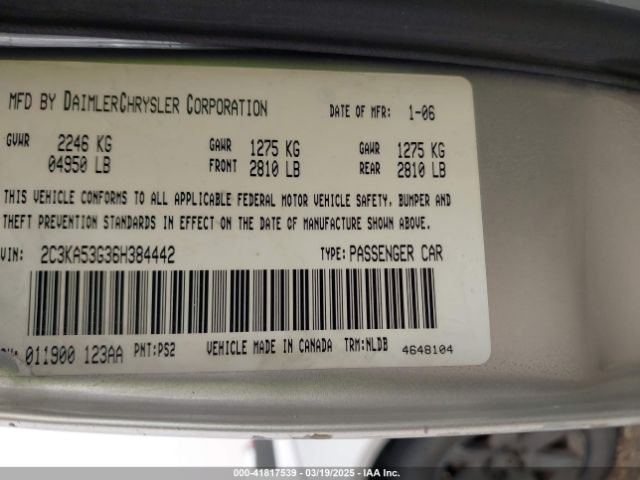 MFD BY DAIMLERCHRYSLER CORPORATION DATE OF MFR: 1-06
GVWR 2246 KG GAWR 1275 KG GAWR 1275 KG
04950 LB FRONT 2810 LB REAR 2810 LB
THIS VEHICLE CONFORMS TO ALL APPLICABLE FEDERAL MOTOR VEHICLE SAFETY, BUMPER AND
THEFT PREVENTION STANDARDS IN EFFECT ON THE DATE OF MANUFACTURE SHOWN ABOVE.
VIN: 2C3KA53G36H384442 TYPE: PASSENGER CAR
011900 123AA PNT:PS2 VEHICLE MADE IN CANADA TRM:NLDB 4648104
000-41817539 - 03/19/2025 - IAA Inc.